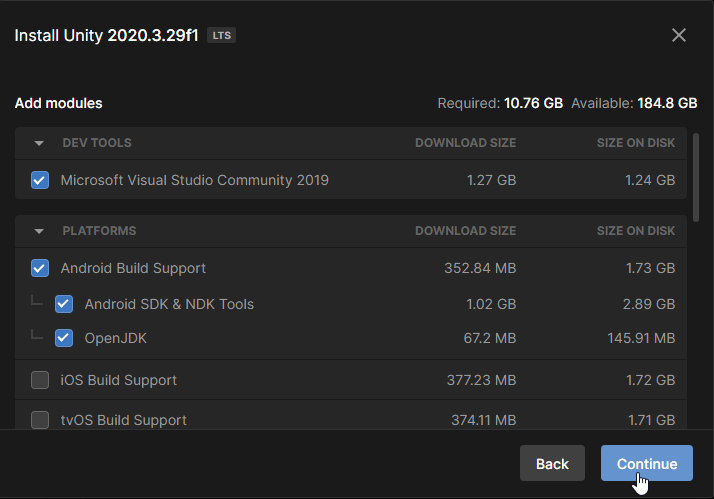 Install Unity 2020.3.29f1 LTS
Add modules Required: 10.76 GB Available: 184.8 GB
DEV TOOLS DOWNLOAD SIZE SIZE ON DISK
Microsoft Visual Studio Community 2019 1.27 GB 1.24 GB
PLATFORMS DOWNLOAD SIZE SIZE ON DISK
Android Build Support 352.84 MB 1.73 GB
Android SDK & NDK Tools 1.02 GB 2.89 GB
OpenJDK 67.2 MB 145.91 MB
iOS Build Support 377.23 MB 1.72 GB
tvOS Build Support 374.11 MB 1.71 GB
Back Continue